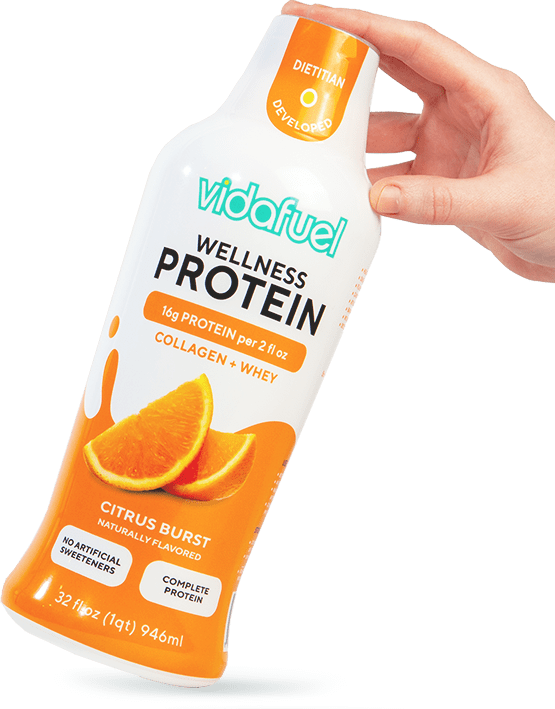 DIETITIAN
DEVELOPED
vidafuel
WELLNESS
PROTEIN
16g PROTEIN per 2 fl oz
COLLAGEN + WHEY
CITRUS BURST
NATURALLY FLAVORED
NO ARTIFICIAL
SWEETENERS
COMPLETE
PROTEIN
32 fl oz (1qt) 946ml